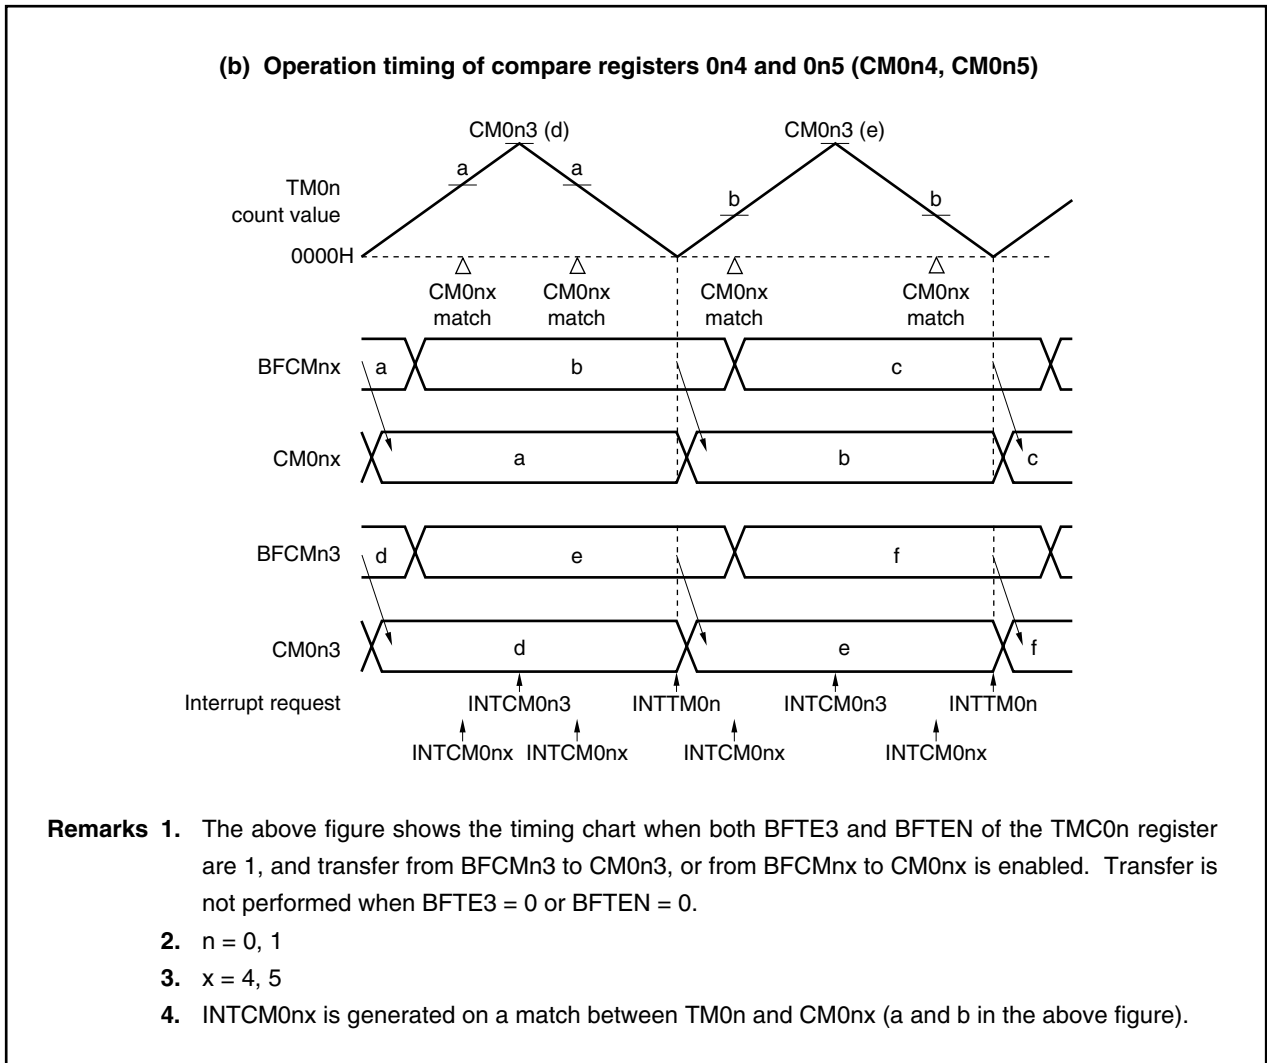 (b) Operation timing of compare registers 0n4 and 0n5 (CM0n4, CM0n5)
CM0n3 (d) CM0n3 (e)
a a
TM0n
count value
b b
0000H
CM0nx CM0nx CM0nx CM0nx
match match match match
BFCMnx a b c
CM0nx a b c
BFCMn3 d e f
CM0n3 d e f
Interrupt request INTCM0n3 INTTM0n INTCM0n3 INTTM0n
INTCM0nx INTCM0nx INTCM0nx INTCM0nx
Remarks 1. The above figure shows the timing chart when both BFTE3 and BFTEN of the TMC0n register
are 1, and transfer from BFCMn3 to CM0n3, or from BFCMnx to CM0nx is enabled. Transfer is
not performed when BFTE3 = 0 or BFTEN = 0.
2. n = 0, 1
3. x = 4, 5
4. INTCM0nx is generated on a match between TM0n and CM0nx (a and b in the above figure).